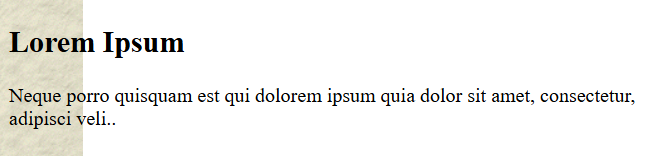 Lorem Ipsum
Neque porro quisquam est qui dolorem ipsum quia dolor sit amet, consectetur,
adipisci veli..